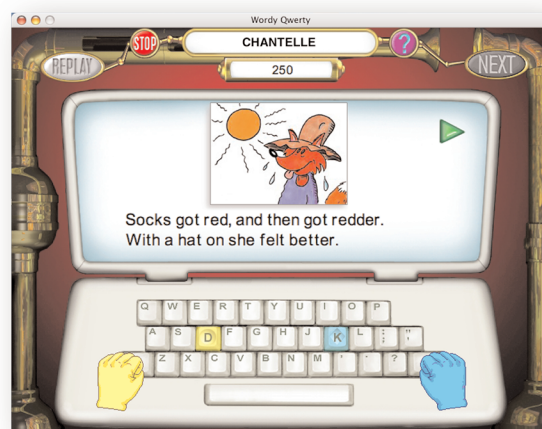 Wordy Qwerty
STOP
CHANTELLE
?
REPLAY
250
NEXT
Socks got red, and then got redder.
With a hat on she felt better.
Q W E R T Y U I O P
A S D F G H J K L : ; " '
Z X C V B N M ' - ?